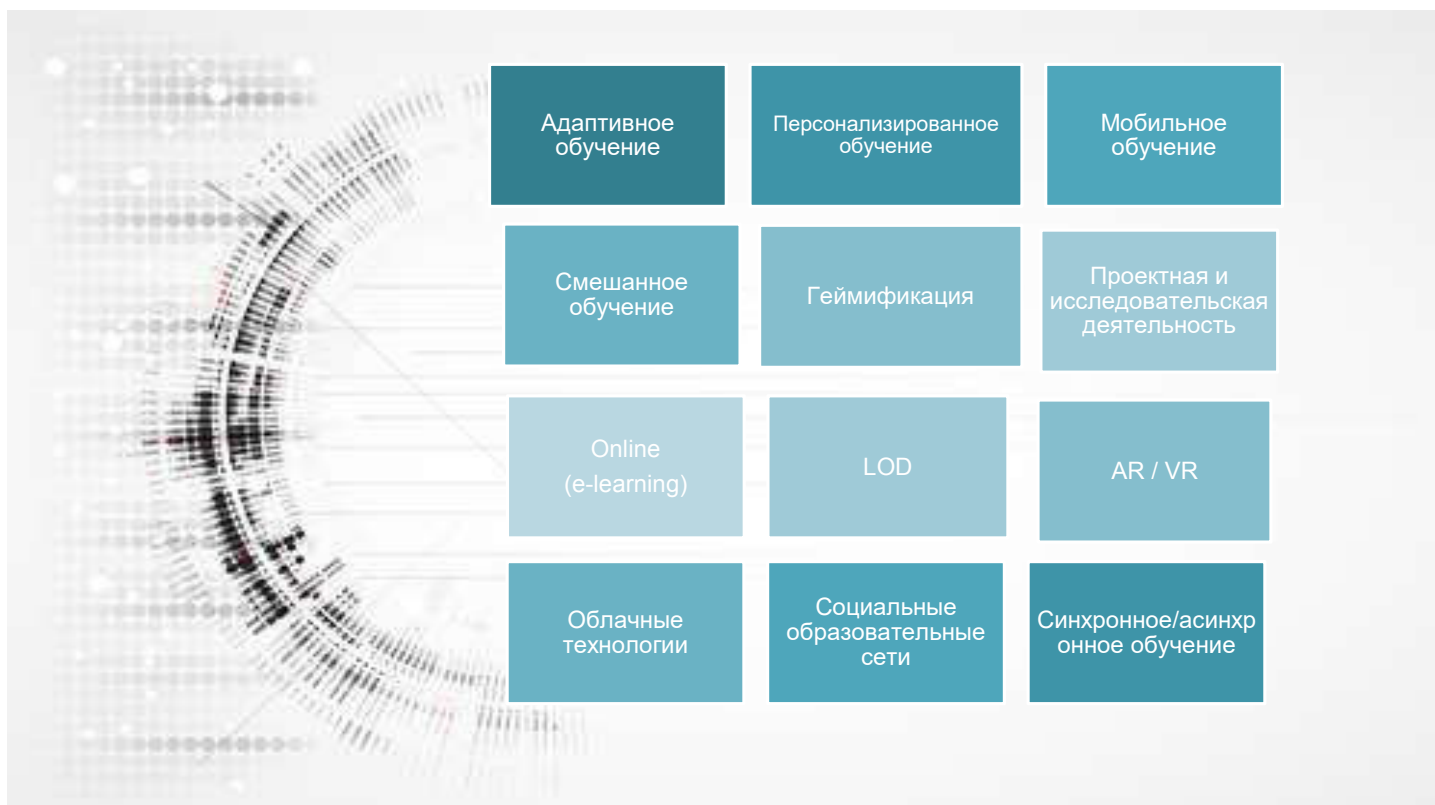 Адаптивное
обучение
Персонализированное
обучение
Мобильное
обучение
Смешанное
обучение
Геймификация
Проектная и
исследовательская
деятельность
Online
(e-learning)
LOD
AR / VR
Облачные
технологии
Социальные
образовательные
сети
Синхронное/асинхр
онное обучение